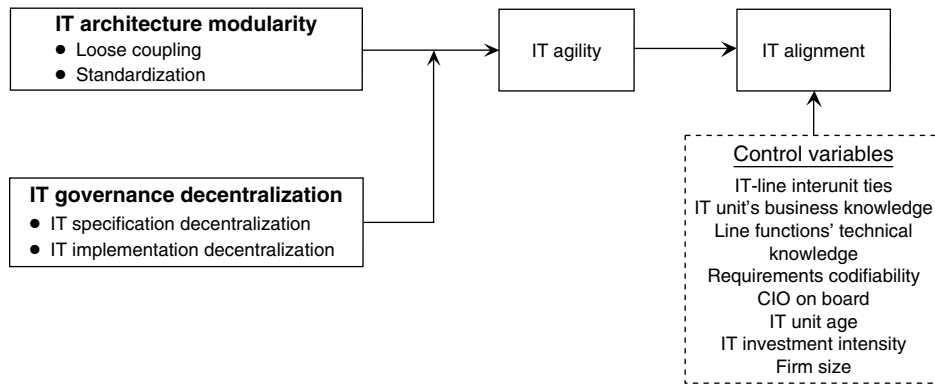 IT architecture modularity
● Loose coupling
● Standardization
IT agility
IT alignment
IT governance decentralization
● IT specification decentralization
● IT implementation decentralization
Control variables
IT-line interunit ties
IT unit's business knowledge
Line functions' technical
knowledge
Requirements codifiability
CIO on board
IT unit age
IT investment intensity
Firm size